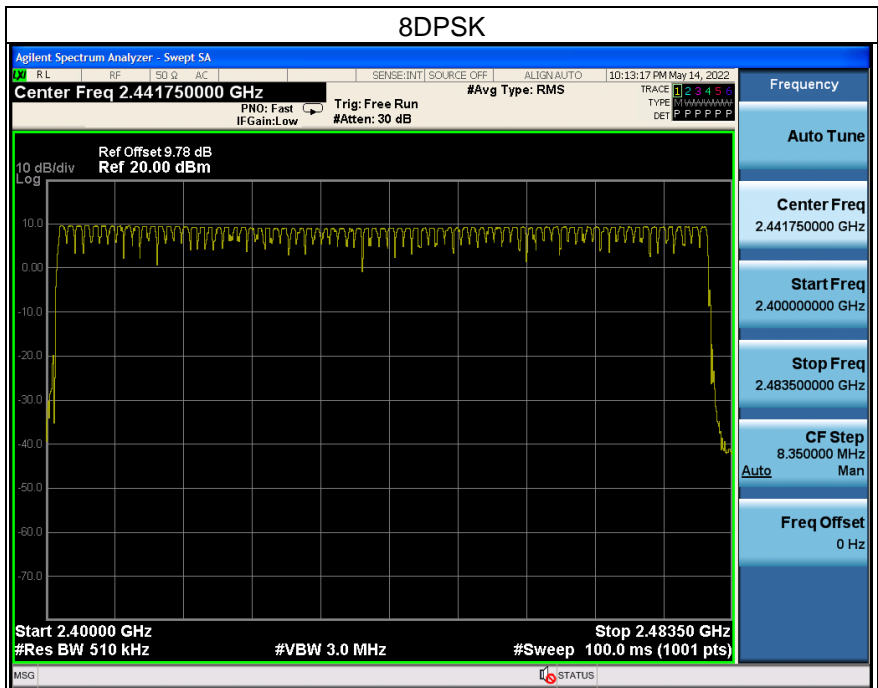 8DPSK
Agilent Spectrum Analyzer - Swept SA
LXI RL RF 50 Ω AC SENSE:INT SOURCE OFF ALIGN AUTO 10:13:17 PM May 14, 2022
Center Freq 2.441750000 GHz #Avg Type: RMS TRACE 1 2 3 4 5 6
PNO: Fast Trig: Free Run TYPE M WWWWW
IFGain:Low #Atten: 30 dB DET P P P P P P
Ref Offset 9.78 dB
10 dB/div Ref 20.00 dBm
Log
10.0
0.00
-10.0
-20.0
-30.0
-40.0
-50.0
-60.0
-70.0
Start 2.40000 GHz Stop 2.48350 GHz
#Res BW 510 kHz #VBW 3.0 MHz #Sweep 100.0 ms (1001 pts)
MSG STATUS
Frequency
Auto Tune
Center Freq
2.441750000 GHz
Start Freq
2.400000000 GHz
Stop Freq
2.483500000 GHz
CF Step
8.350000 MHz
Auto Man
Freq Offset
0 Hz